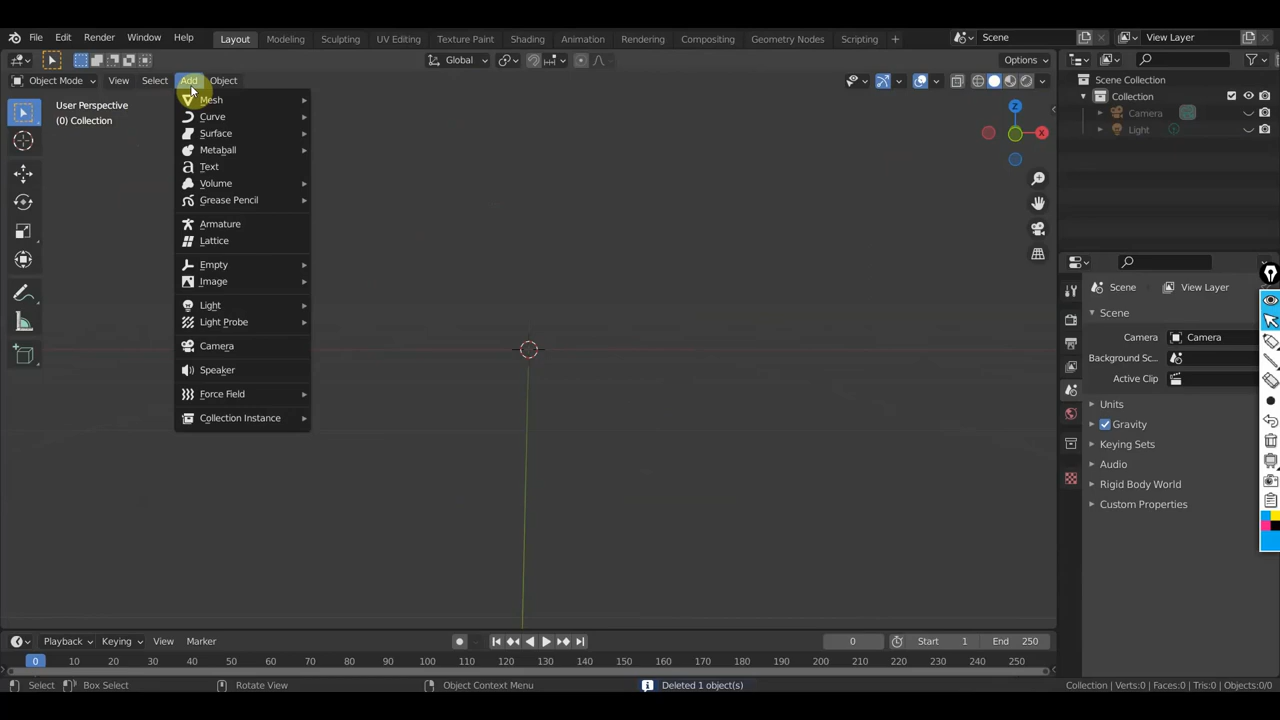 File Edit Render Window Help Layout Modeling Sculpting UV Editing Texture Paint Shading Animation Rendering Compositing Geometry Nodes Scripting + Scene View Layer
Global Options
Object Mode View Select Add Object
User Perspective
(0) Collection
Mesh
Curve
Surface
Metaball
Text
Volume
Grease Pencil
Armature
Lattice
Empty
Image
Light
Light Probe
Camera
Speaker
Force Field
Collection Instance
Z
X
Scene Collection
Collection
Camera
Light
Scene View Layer
Scene
Camera Camera
Background Sc...
Active Clip
Units
Gravity
Keying Sets
Audio
Rigid Body World
Custom Properties
Playback Keying View Marker 0 Start 1 End 250
0 10 20 30 40 50 60 70 80 90 100 110 120 130 140 150 160 170 180 190 200 210 220 230 240 250
Select Box Select Rotate View Object Context Menu Deleted 1 object(s) Collection | Verts:0 | Faces:0 | Tris:0 | Objects:0/0